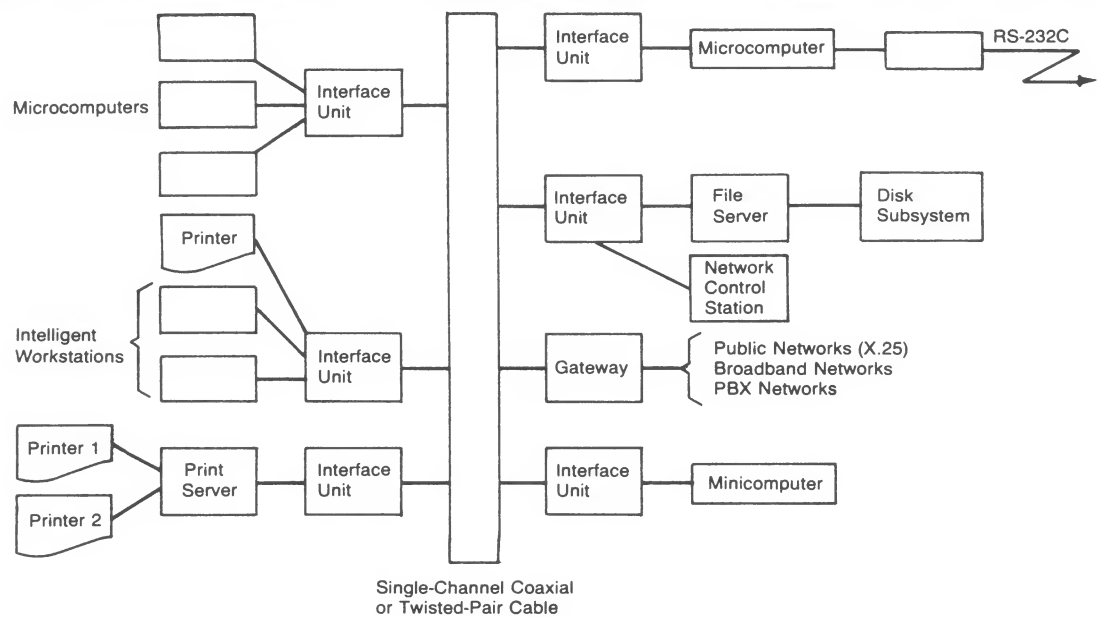 Microcomputers
Interface
Unit
Printer
Intelligent
Workstations
Interface
Unit
Printer 1
Printer 2
Print
Server
Interface
Unit
Single-Channel Coaxial
or Twisted-Pair Cable
Interface
Unit
Microcomputer
RS-232C
Interface
Unit
File
Server
Disk
Subsystem
Network
Control
Station
Gateway
Public Networks (X.25)
Broadband Networks
PBX Networks
Interface
Unit
Minicomputer